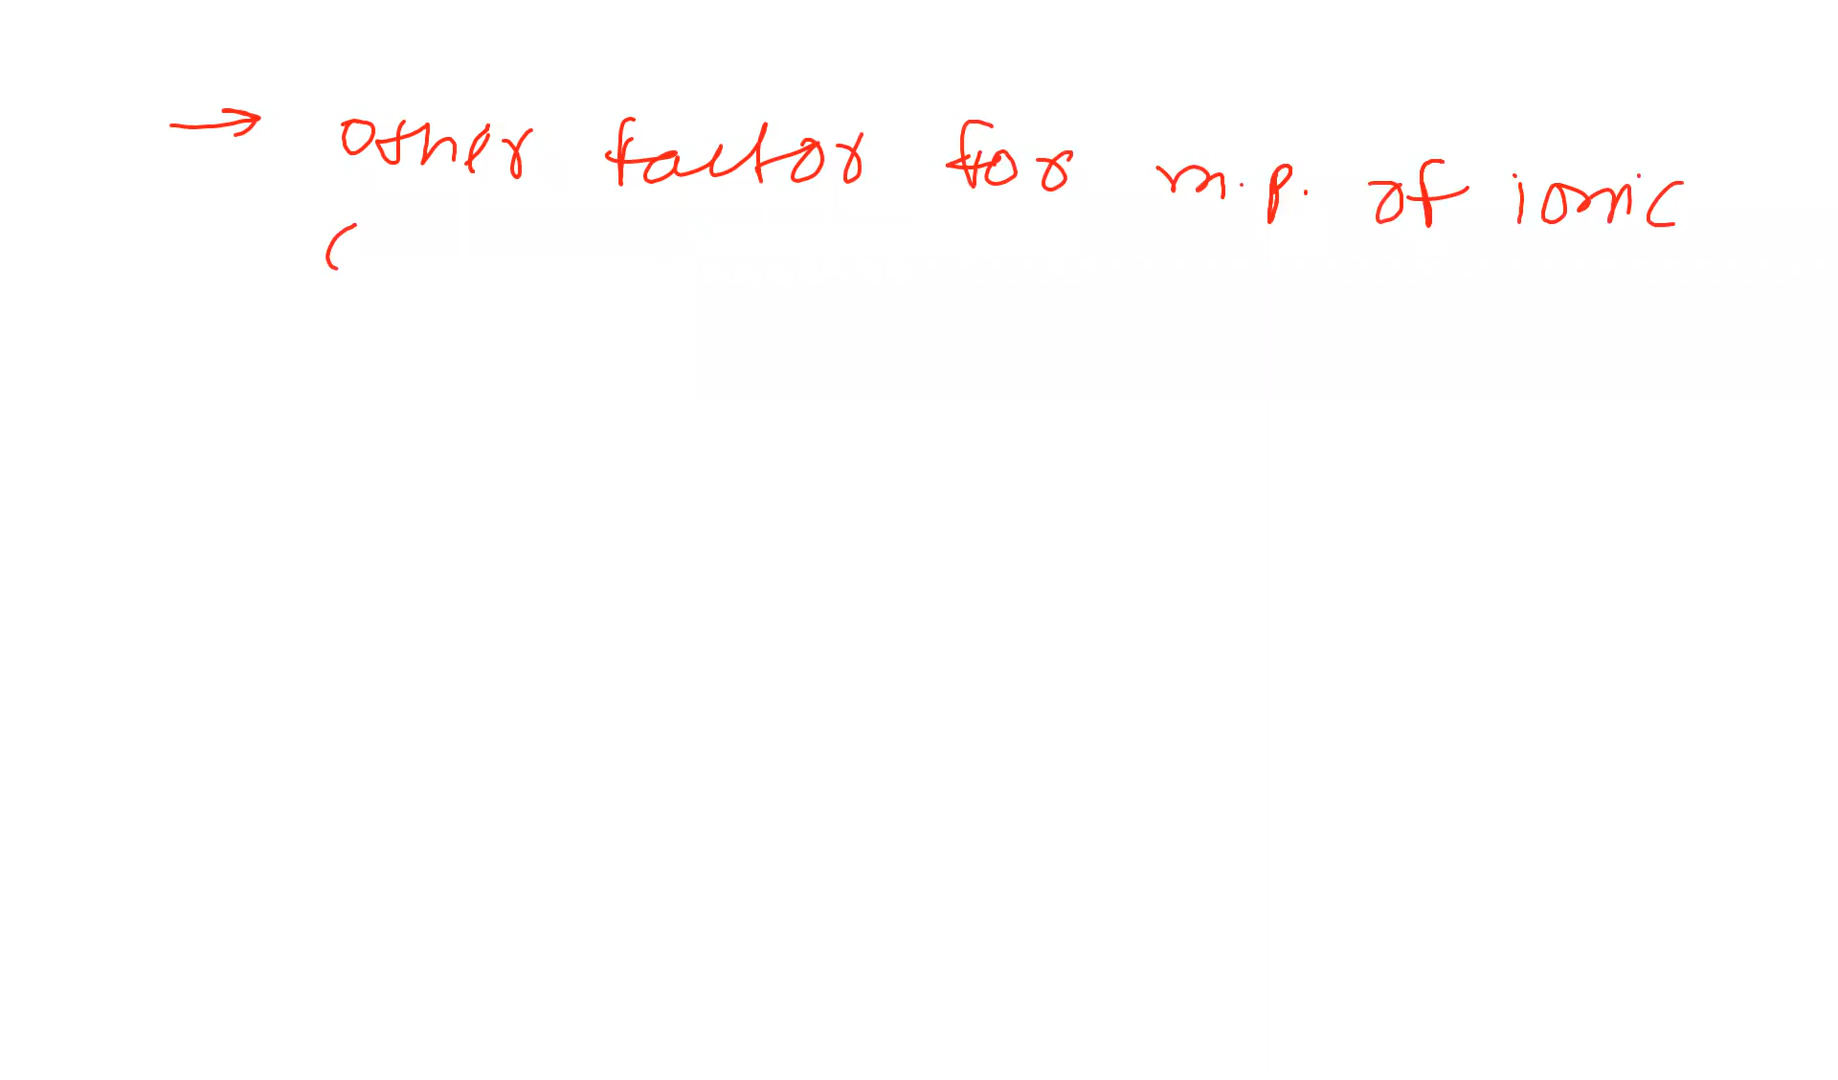 → Other factor for m.p. of ionic
(